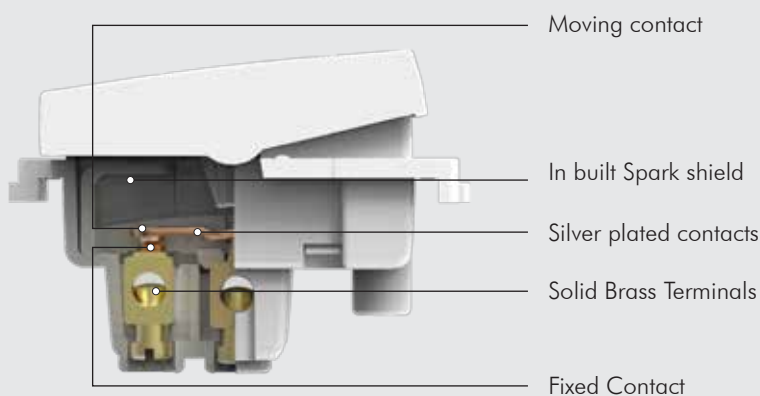 Moving contact
In built Spark shield
Silver plated contacts
Solid Brass Terminals
Fixed Contact